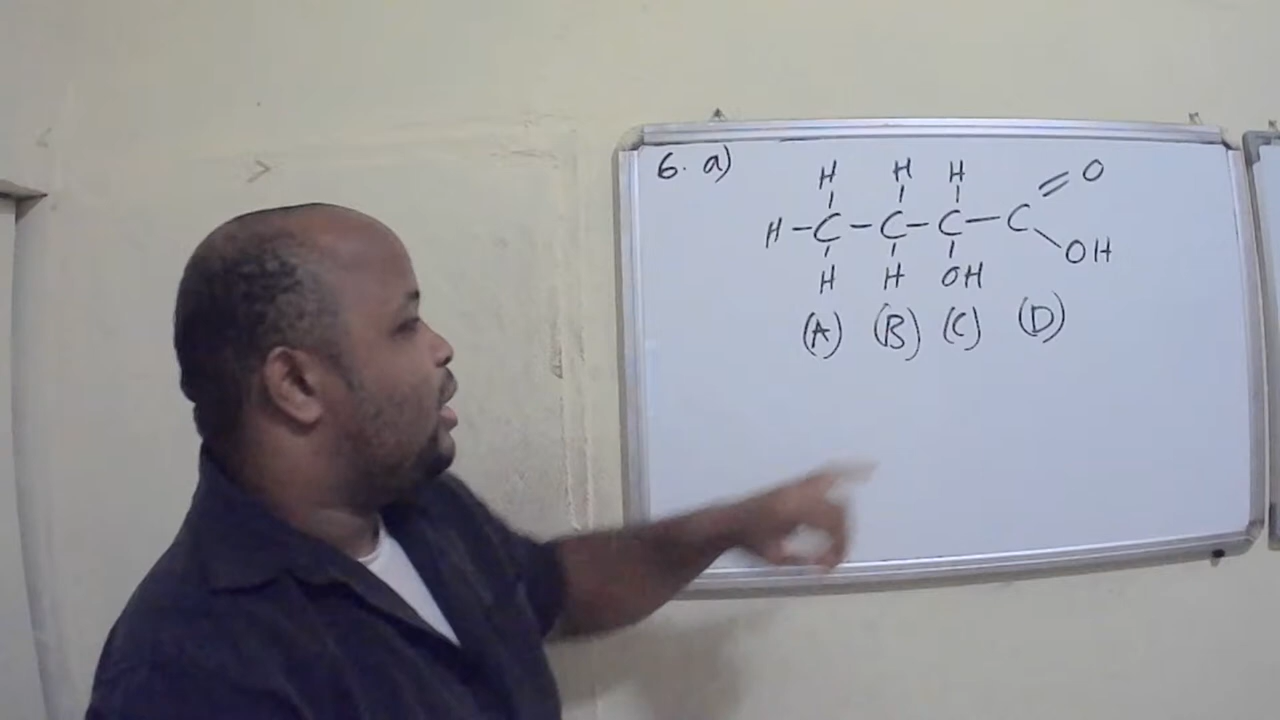 6. a)
H H H O
H - C - C - C - C =
H H OH OH
(A) (B) (C) (D)